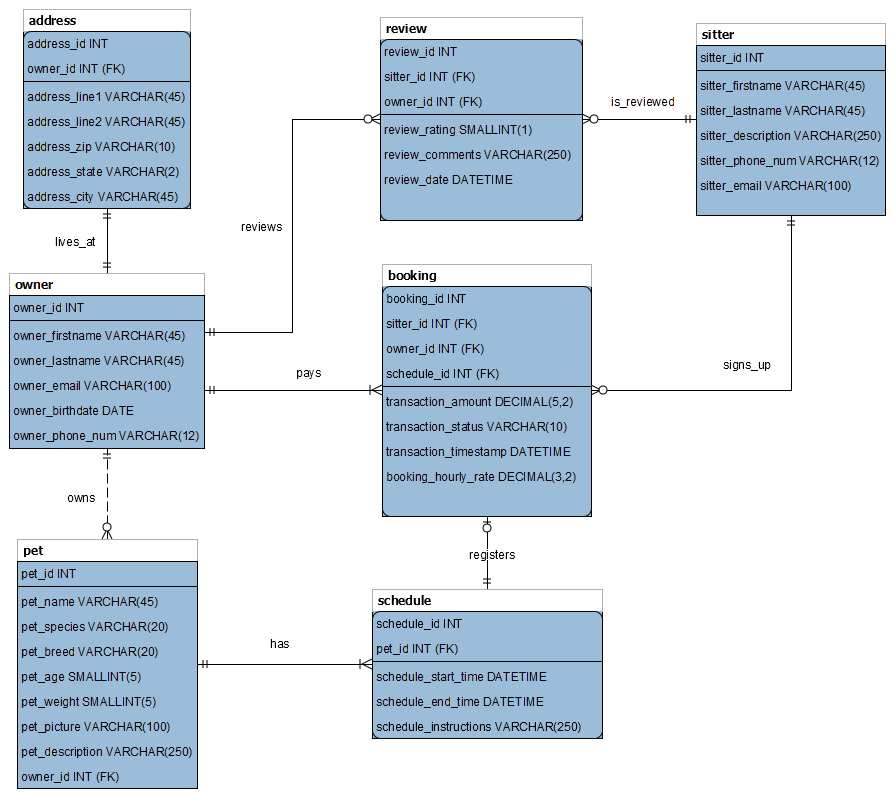 address
address_id INT
owner_id INT (FK)
address_line1 VARCHAR(45)
address_line2 VARCHAR(45)
address_zip VARCHAR(10)
address_state VARCHAR(2)
address_city VARCHAR(45)
review
review_id INT
sitter_id INT (FK)
owner_id INT (FK)
review_rating SMALLINT(1)
review_comments VARCHAR(250)
review_date DATETIME
is_reviewed
sitter
sitter_id INT
sitter_firstname VARCHAR(45)
sitter_lastname VARCHAR(45)
sitter_description VARCHAR(250)
sitter_phone_num VARCHAR(12)
sitter_email VARCHAR(100)
lives_at
reviews
owner
owner_id INT
owner_firstname VARCHAR(45)
owner_lastname VARCHAR(45)
owner_email VARCHAR(100)
owner_birthdate DATE
owner_phone_num VARCHAR(12)
pays
booking
booking_id INT
sitter_id INT (FK)
owner_id INT (FK)
schedule_id INT (FK)
transaction_amount DECIMAL(5,2)
transaction_status VARCHAR(10)
transaction_timestamp DATETIME
booking_hourly_rate DECIMAL(3,2)
signs_up
owns
registers
pet
pet_id INT
pet_name VARCHAR(45)
pet_species VARCHAR(20)
pet_breed VARCHAR(20)
pet_age SMALLINT(5)
pet_weight SMALLINT(5)
pet_picture VARCHAR(100)
pet_description VARCHAR(250)
owner_id INT (FK)
has
schedule
schedule_id INT
pet_id INT (FK)
schedule_start_time DATETIME
schedule_end_time DATETIME
schedule_instructions VARCHAR(250)